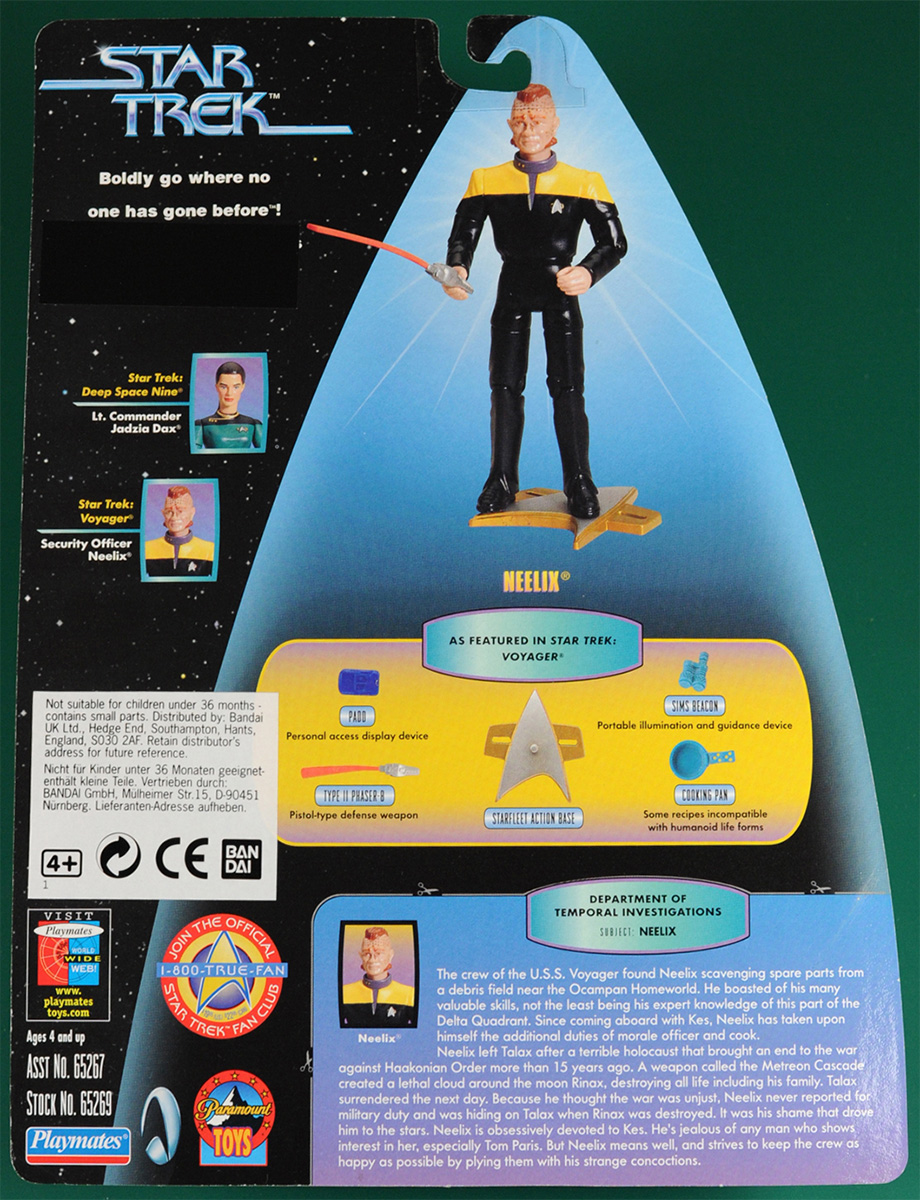 STAR
TREK™
Boldly go where no
one has gone before™!
Star Trek:
Deep Space Nine®
Lt. Commander
Jadzia Dax®
Star Trek:
Voyager®
Security Officer
Neelix®
NEELIX®
AS FEATURED IN STAR TREK:
VOYAGER®
PADD
Personal access display device
TYPE II PHASER-B
Pistol-type defense weapon
STARFLEET ACTION BASE
SIMS BEACON
Portable illumination and guidance device
COOKING PAN
Some recipes incompatible
with humanoid life forms
Not suitable for children under 36 months -
contains small parts. Distributed by: Bandai
UK Ltd., Hedge End, Southampton, Hants,
England, S030 2AF. Retain distributor's
address for future reference.
Nicht für Kinder unter 36 Monaten geeignet-
enthält kleine Teile. Vertrieben durch:
BANDAI GmbH, Mülheimer Str.15, D-90451
Nürnberg. Lieferanten-Adresse aufheben.
4+
CE
BAN
DAI
1
VISIT
Playmates
WORLD
WIDE
WEB!
www.
playmates
toys.com
JOIN THE OFFICIAL
1-800-TRUE-FAN
STAR TREK™ FAN CLUB
Ages 4 and up
ASST No. 65267
STOCK No. 65269
Playmates®
Paramount
TOYS
DEPARTMENT OF
TEMPORAL INVESTIGATIONS
SUBJECT: NEELIX
Neelix®
The crew of the U.S.S. Voyager found Neelix scavenging spare parts from
a debris field near the Ocampan Homeworld. He boasted of his many
valuable skills, not the least being his expert knowledge of this part of the
Delta Quadrant. Since coming aboard with Kes, Neelix has taken upon
himself the additional duties of morale officer and cook.
Neelix left Talax after a terrible holocaust that brought an end to the war
against Haakonian Order more than 15 years ago. A weapon called the Metreon Cascade
created a lethal cloud around the moon Rinax, destroying all life including his family. Talax
surrendered the next day. Because he thought the war was unjust, Neelix never reported for
military duty and was hiding on Talax when Rinax was destroyed. It was his shame that drove
him to the stars. Neelix is obsessively devoted to Kes. He's jealous of any man who shows
interest in her, especially Tom Paris. But Neelix means well, and strives to keep the crew as
happy as possible by plying them with his strange concoctions.